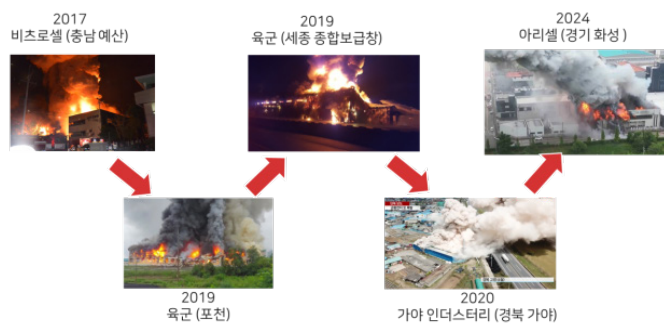 2017
비츠로셀 (충남 예산)
2019
육군 (포천)
2019
육군 (세종 종합보급창)
2020
가야 인더스터리 (경북 가야)
2024
아리셀 (경기 화성 )